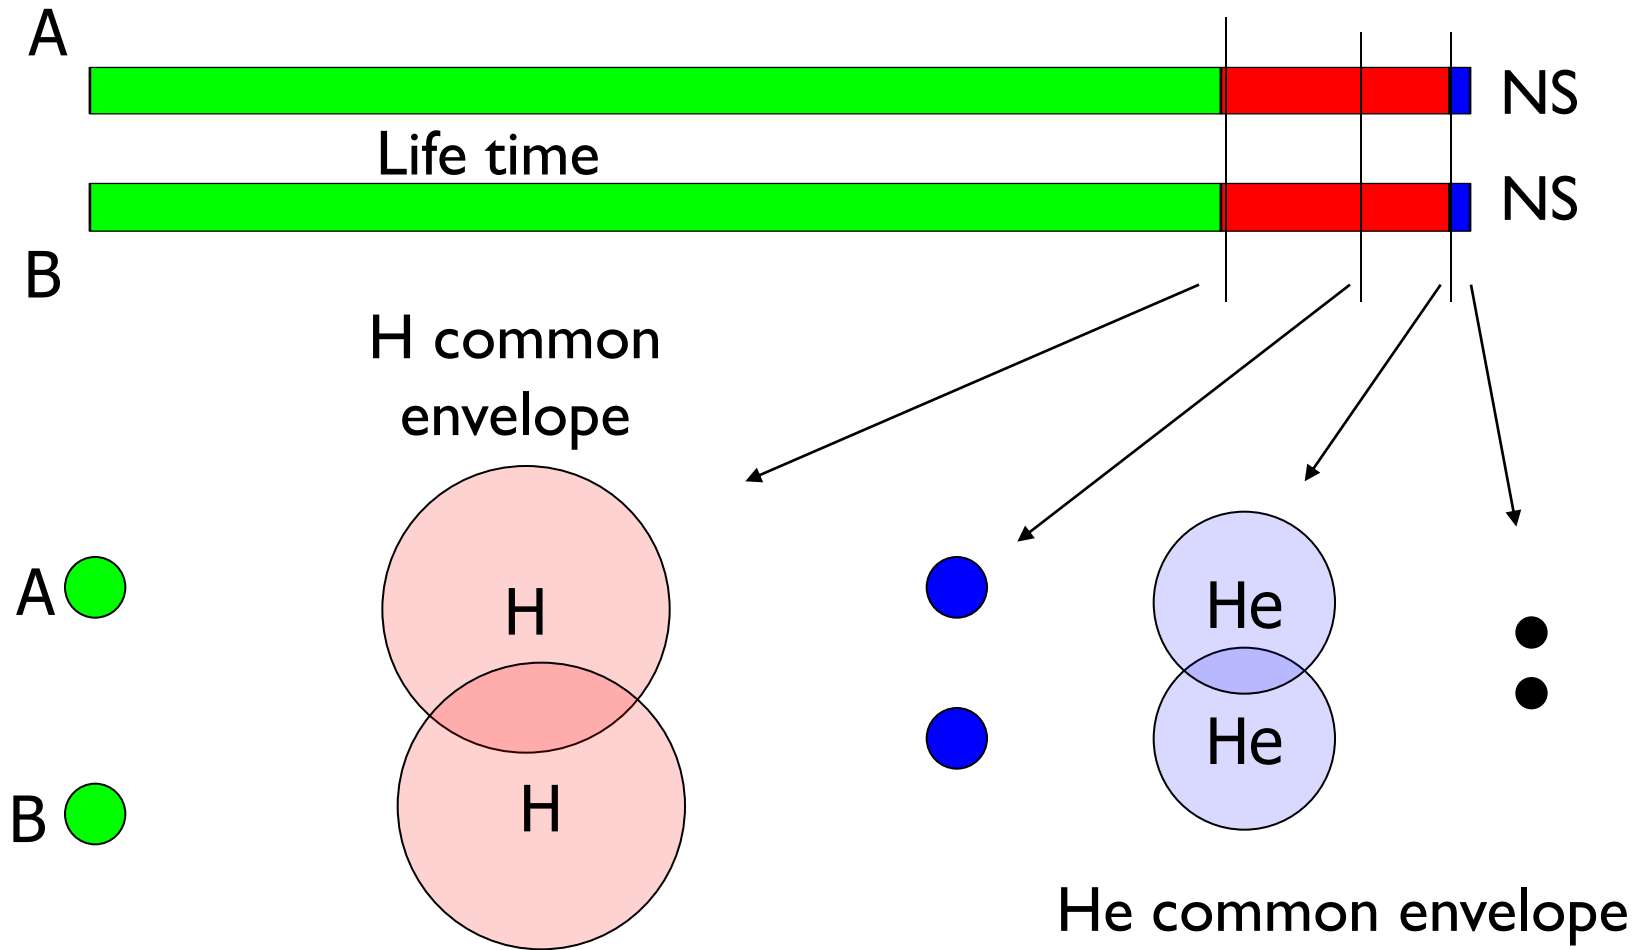 A
NS
Life time
NS
B
H common
envelope
A
H
He
B
H
He
He common envelope